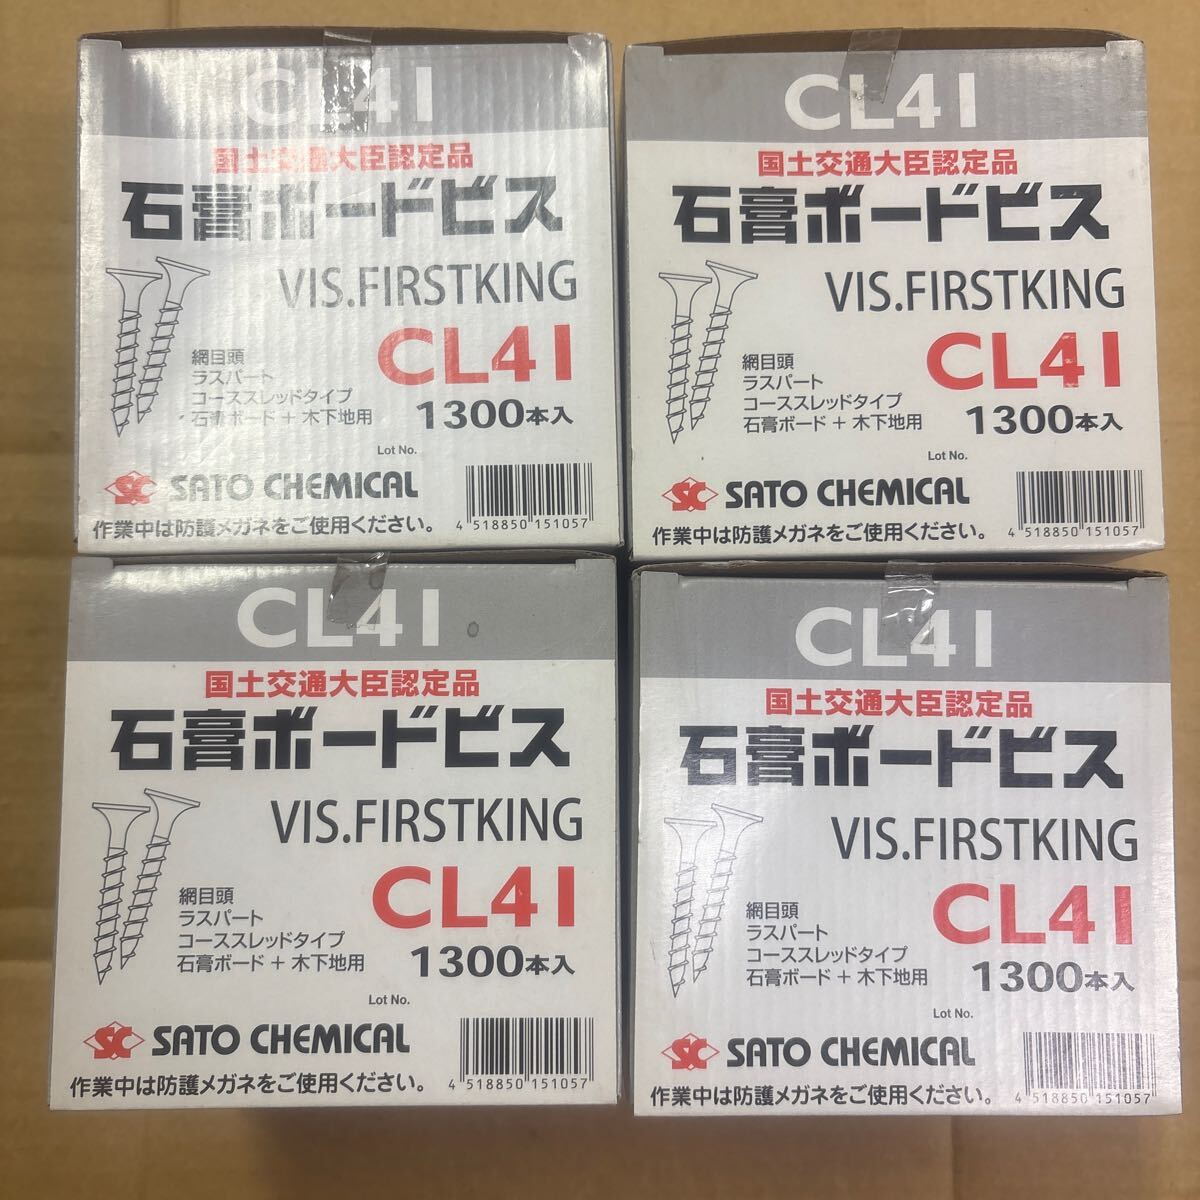 CL41
国土交通大臣認定品
石膏ボードビス
VIS.FIRSTKING
CL41
網目頭
ラスパート
コーススレッドタイプ
石膏ボード + 木下地用
1300本入
Lot No.
SC SATO CHEMICAL
作業中は防護メガネをご使用ください。
4 518850 151057
CL41
国土交通大臣認定品
石膏ボードビス
VIS.FIRSTKING
CL41
網目頭
ラスパート
コーススレッドタイプ
石膏ボード + 木下地用
1300本入
Lot No.
SC SATO CHEMICAL
作業中は防護メガネをご使用ください。
4 518850 151057
CL41
国土交通大臣認定品
石膏ボードビス
VIS.FIRSTKING
CL41
網目頭
ラスパート
コーススレッドタイプ
石膏ボード + 木下地用
1300本入
Lot No.
SC SATO CHEMICAL
作業中は防護メガネをご使用ください。
4 518850 151057
CL41
国土交通大臣認定品
石膏ボードビス
VIS.FIRSTKING
CL41
網目頭
ラスパート
コーススレッドタイプ
石膏ボード + 木下地用
1300本入
Lot No.
SC SATO CHEMICAL
作業中は防護メガネをご使用ください。
4 518850 151057